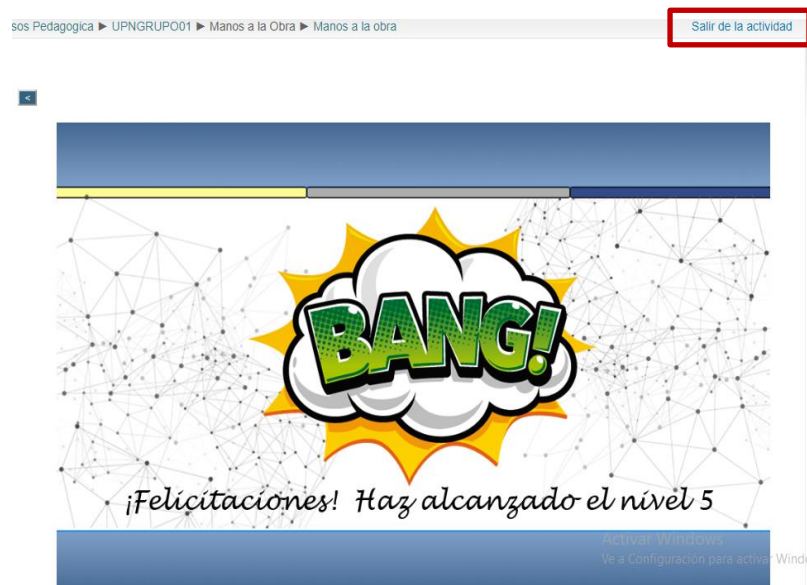 sos Pedagogica ► UPNGRUPO01 ► Manos a la Obra ► Manos a la obra
Salir de la actividad
<
BANG!
¡Felicitaciones! Haz alcanzado el nivel 5
Activar Windows
Ve a Configuración para activar Wind